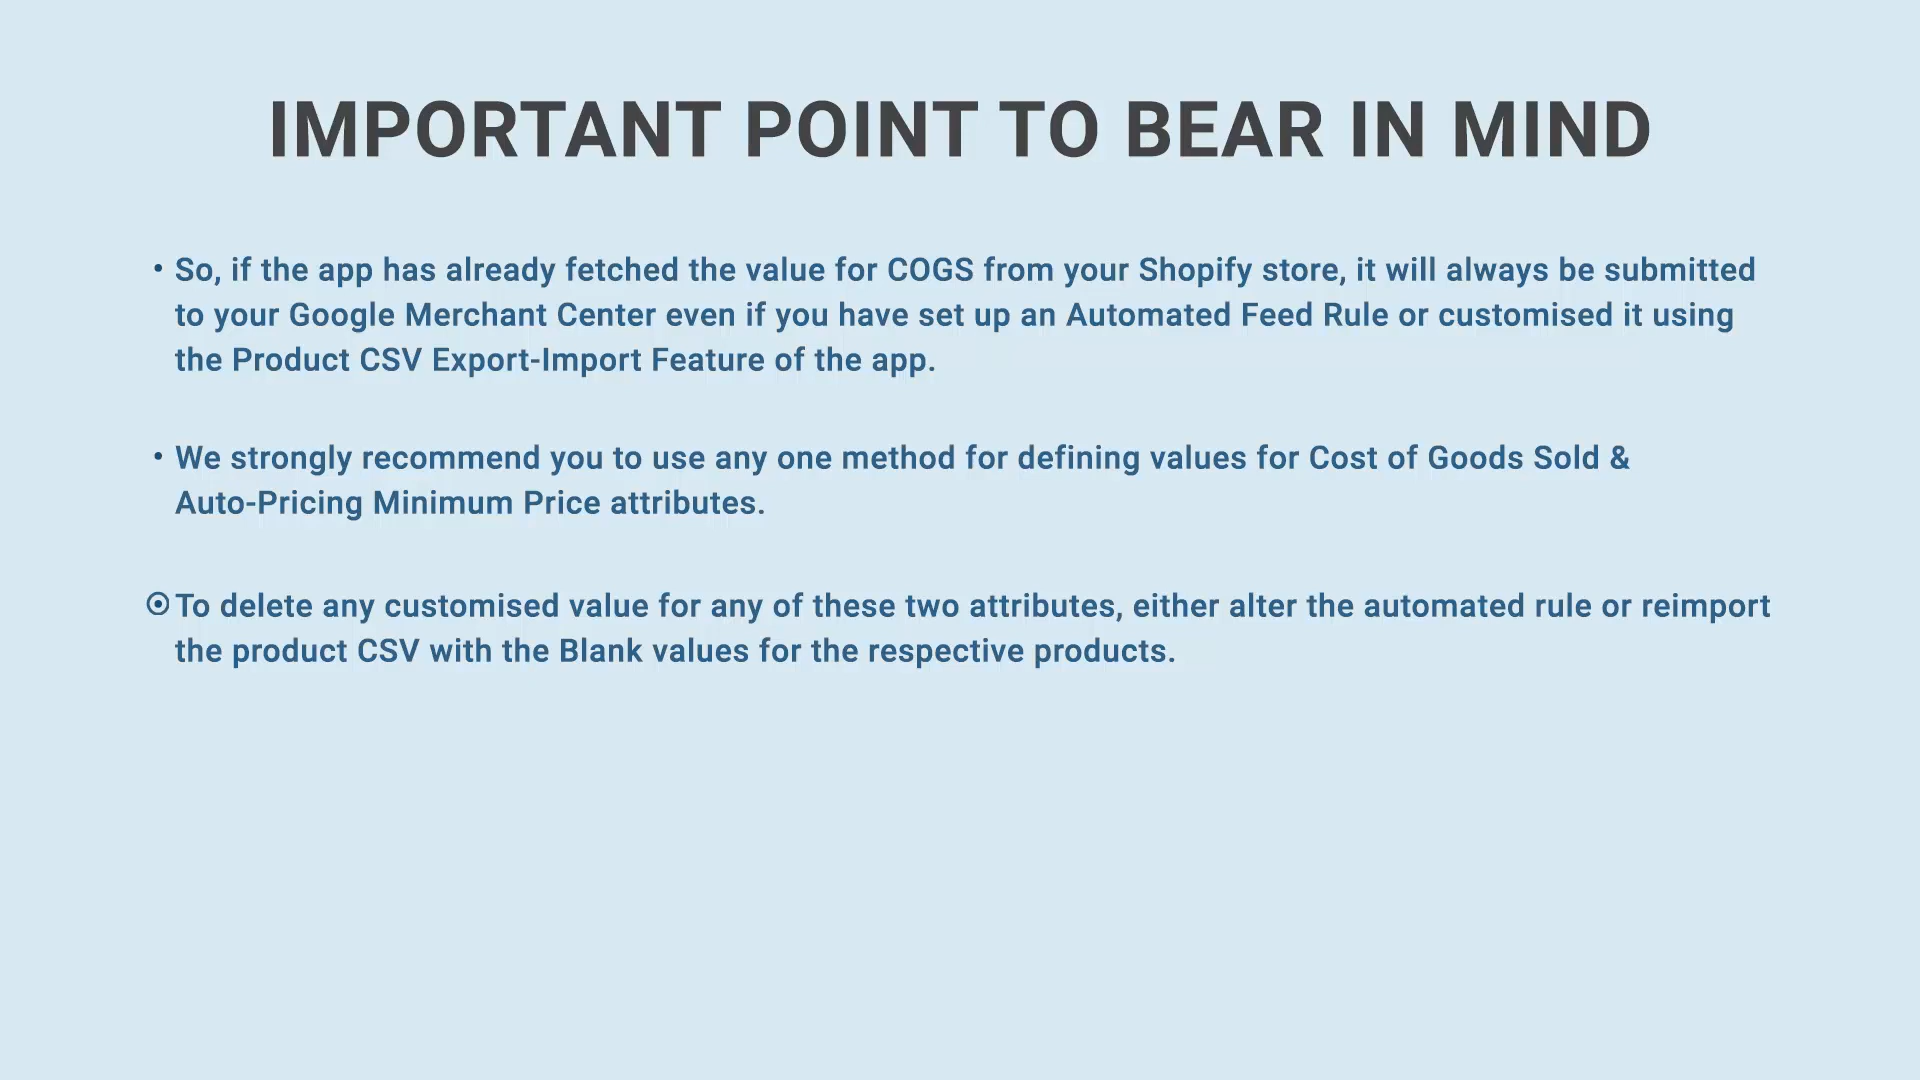 IMPORTANT POINT TO BEAR IN MIND
• So, if the app has already fetched the value for COGS from your Shopify store, it will always be submitted
to your Google Merchant Center even if you have set up an Automated Feed Rule or customised it using
the Product CSV Export-Import Feature of the app.
• We strongly recommend you to use any one method for defining values for Cost of Goods Sold &
Auto-Pricing Minimum Price attributes.
• To delete any customised value for any of these two attributes, either alter the automated rule or reimport
the product CSV with the Blank values for the respective products.